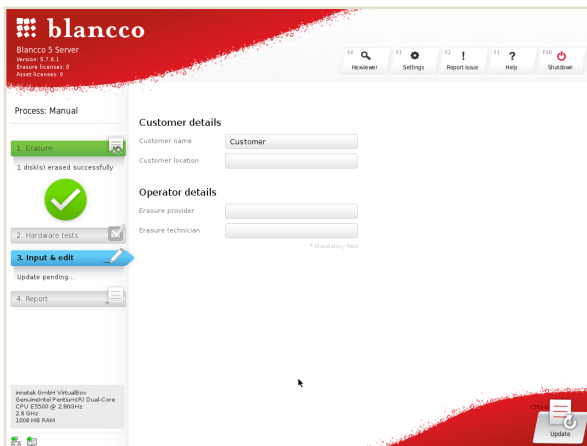 blancco
Blancco 5 Server
Version: 5.7.0.1
Erasure licenses: 0
Asset licenses: 0
F4
Hexviewer
F3
Settings
F2
Report issue
F1
Help
F10
Shutdown
Process: Manual
1. Erasure
1 disk(s) erased successfully
2. Hardware tests
3. Input & edit
Update pending...
4. Report
Customer details
Customer name
Customer
Customer location
Operator details
Erasure provider
Erasure technician
* Mandatory field
innotek GmbH VirtualBox
GenuineIntel Pentium(R) Dual-Core
CPU E5500 @ 2.80GHz
2.8 GHz
1008 MB RAM
Update